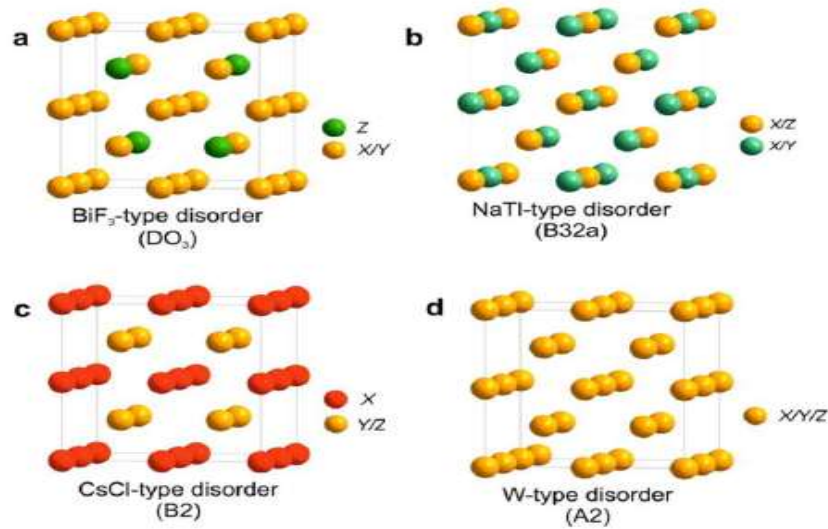 a
Z
X/Y
BiF₃-type disorder
(DO₃)
b
X/Z
X/Y
NaTl-type disorder
(B32a)
c
X
Y/Z
CsCl-type disorder
(B2)
d
X/Y/Z
W-type disorder
(A2)